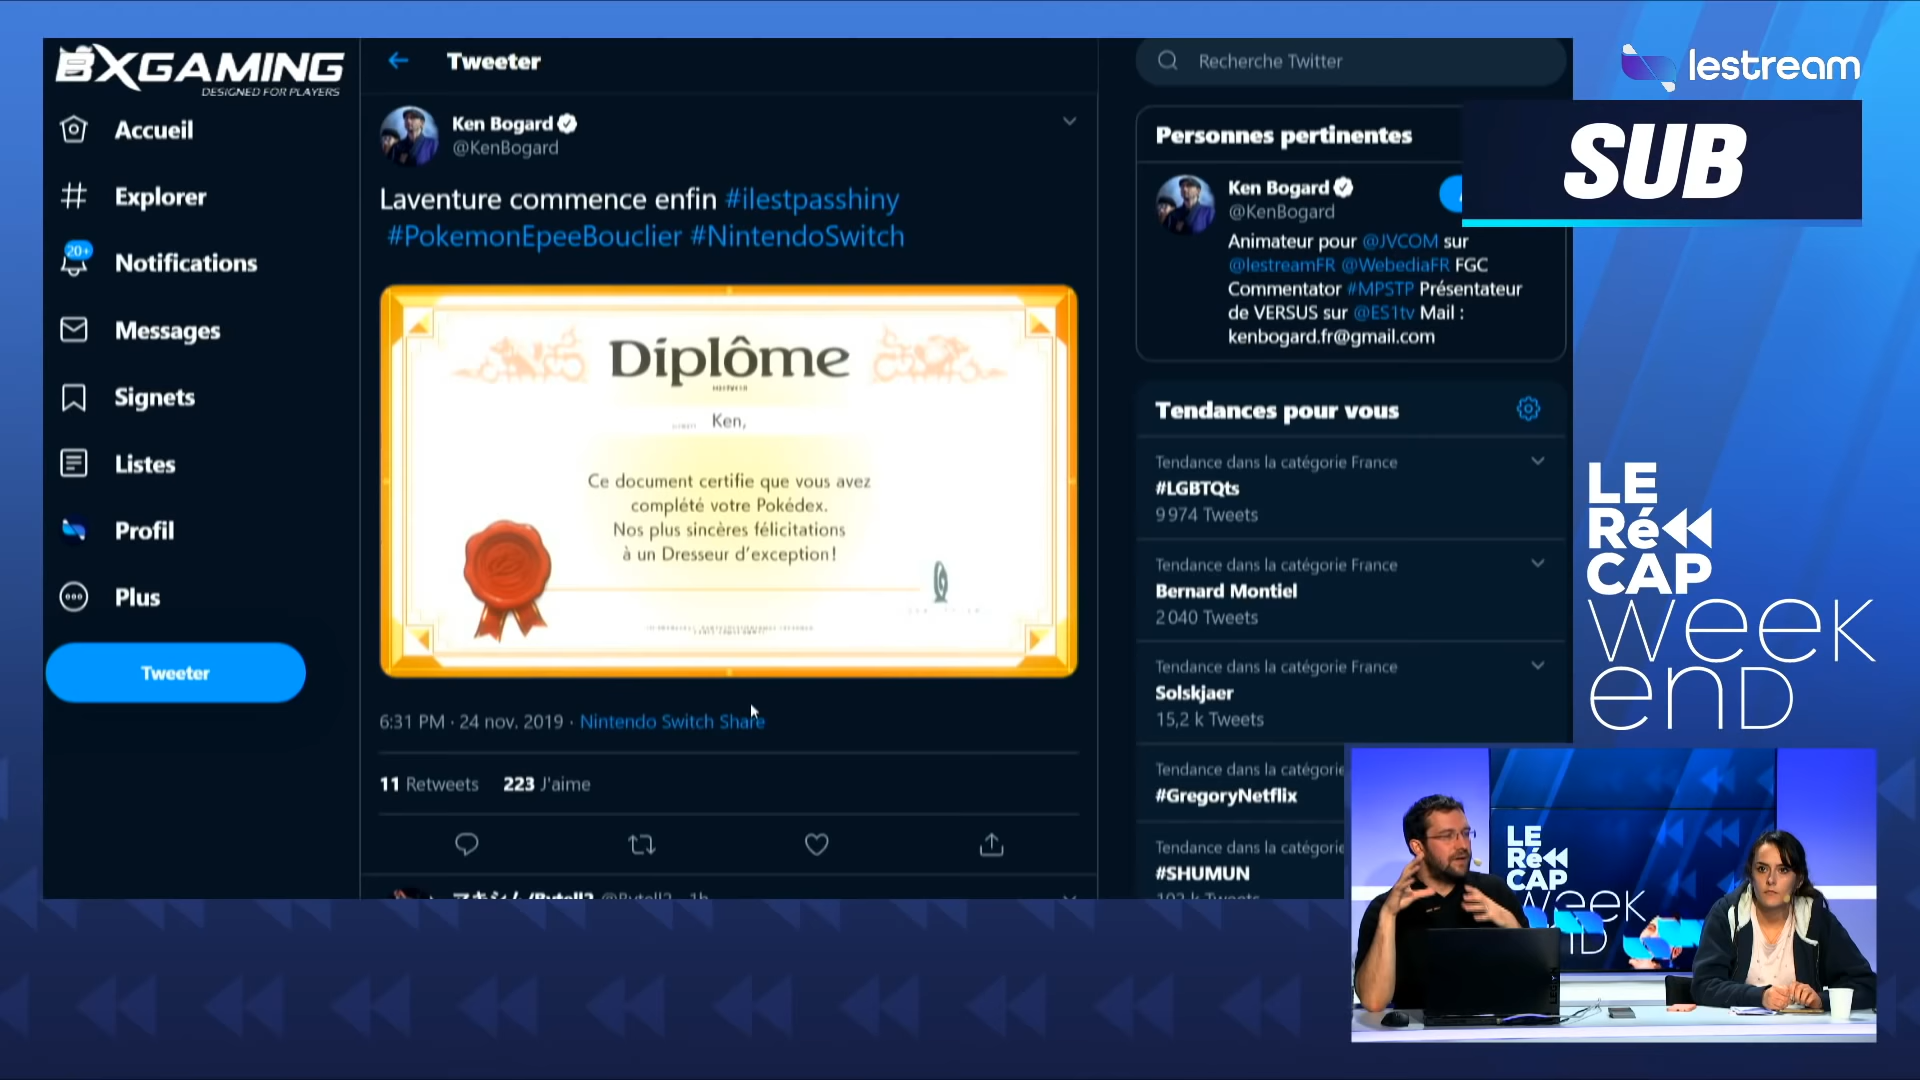 BXGAMING
DESIGNED FOR PLAYERS
Accueil
Explorer
20+
Notifications
Messages
Signets
Listes
Profil
Plus
Tweeter
Tweeter
Ken Bogard
@KenBogard
Laventure commence enfin #ilestpasshiny
#PokemonEpeeBouclier #NintendoSwitch
Diplôme
Ken,
Ce document certifie que vous avez
complété votre Pokédex.
Nos plus sincères félicitations
à un Dresseur d'exception!
6:31 PM · 24 nov. 2019 · Nintendo Switch Share
11 Retweets 223 J'aime
Recherche Twitter
Personnes pertinentes
Ken Bogard
@KenBogard
Animateur pour @JVCOM sur
@lestreamFR @WebediaFR FGC
Commentator #MPSTP Présentateur
de VERSUS sur @ES1tv Mail :
kenbogard.fr@gmail.com
Tendances pour vous
Tendance dans la catégorie France
#LGBTQts
9 974 Tweets
Tendance dans la catégorie France
Bernard Montiel
2 040 Tweets
Tendance dans la catégorie France
Solskjaer
15,2 k Tweets
Tendance dans la catégorie
#GregoryNetflix
Tendance dans la catégorie
#SHUMUN
lestream
SUB
LE
Ré
CAP
week
end
LE
Ré
CAP
week
end